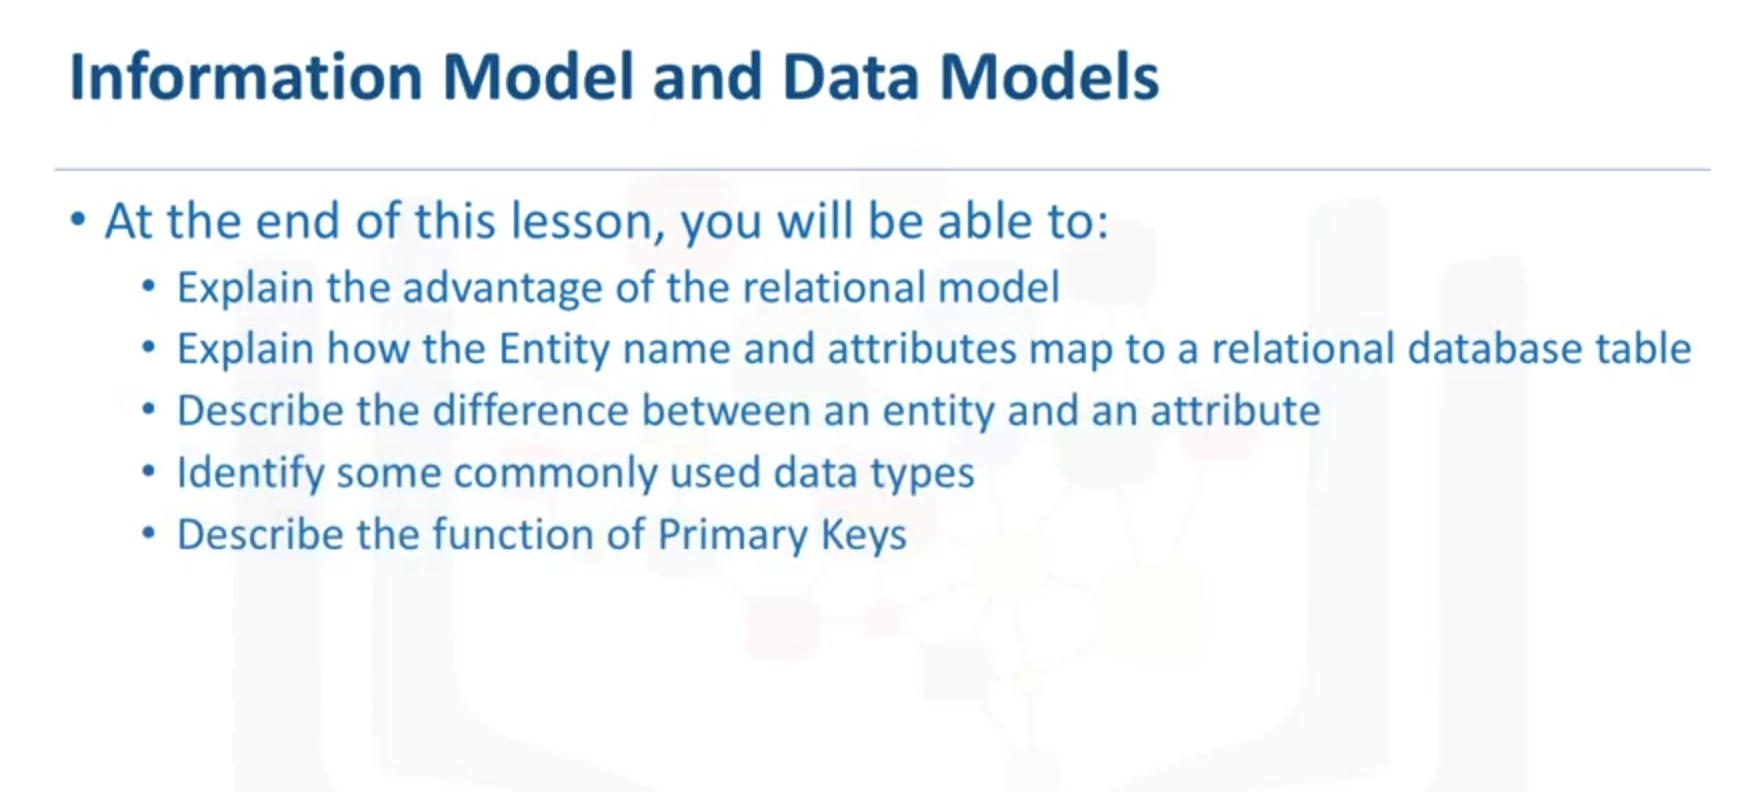 Information Model and Data Models
• At the end of this lesson, you will be able to:
• Explain the advantage of the relational model
• Explain how the Entity name and attributes map to a relational database table
• Describe the difference between an entity and an attribute
• Identify some commonly used data types
• Describe the function of Primary Keys